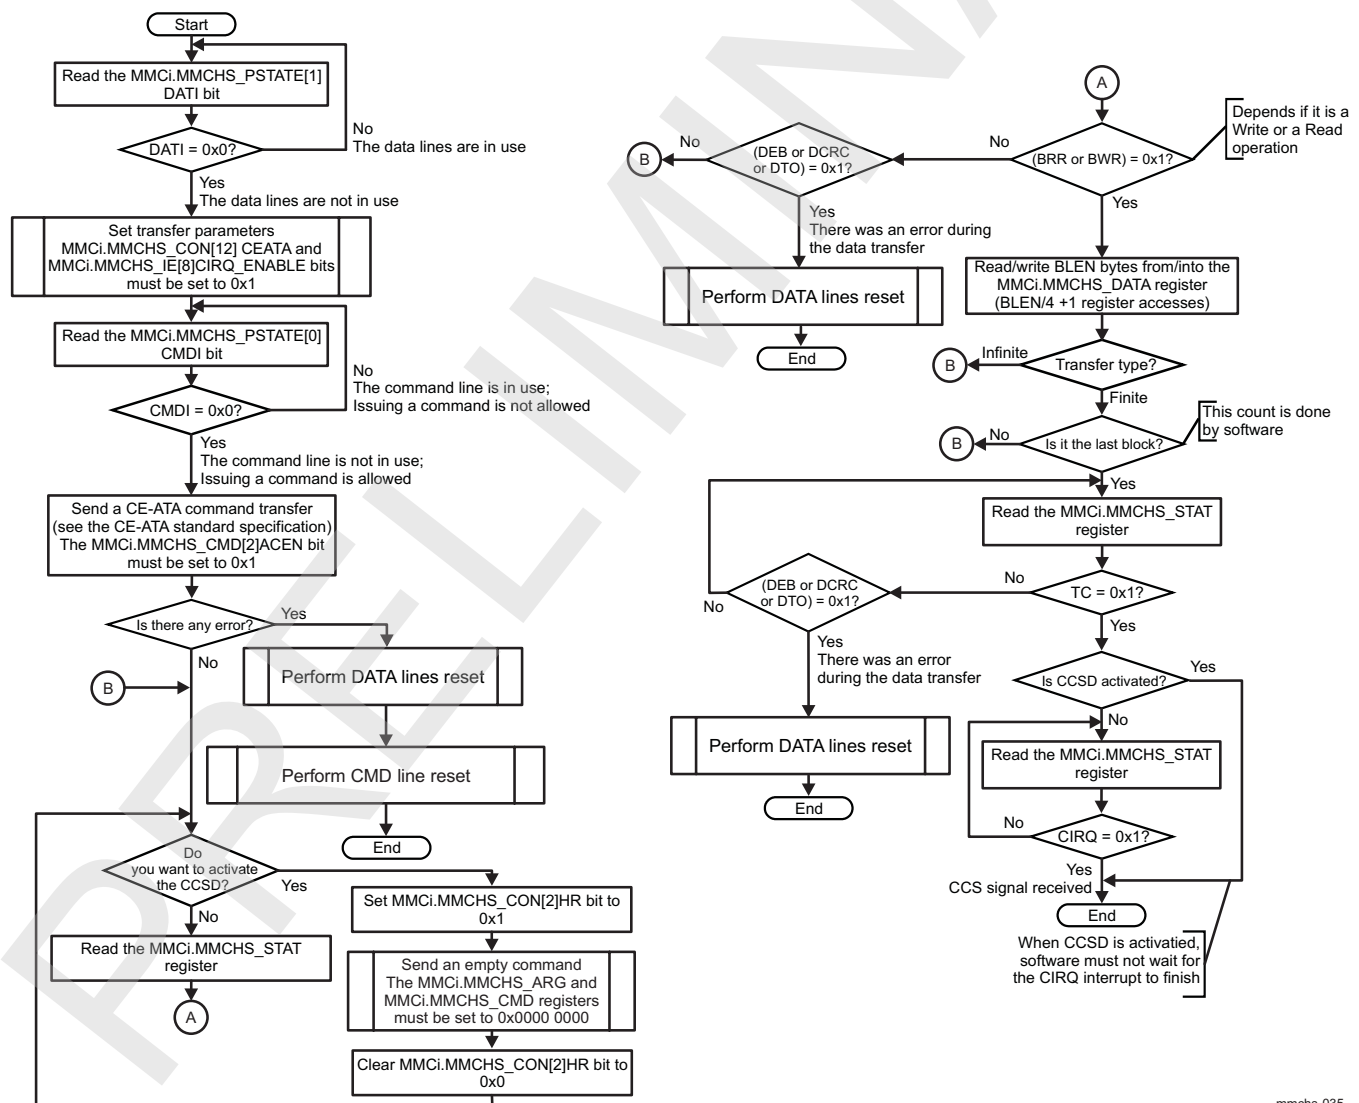 Start
Read the MMCi.MMCHS_PSTATE[1]
DATI bit
No
The data lines are in use
DATI = 0x0?
Yes
The data lines are not in use
Set transfer parameters
MMCi.MMCHS_CON[12] CEATA and
MMCi.MMCHS_IE[8]CIRQ_ENABLE bits
must be set to 0x1
Read the MMCi.MMCHS_PSTATE[0]
CMDI bit
No
The command line is in use;
Issuing a command is not allowed
CMDI = 0x0?
Yes
The command line is not in use;
Issuing a command is allowed
Send a CE-ATA command transfer
(see the CE-ATA standard specification)
The MMCi.MMCHS_CMD[2]ACEN bit
must be set to 0x1
Is there any error?
Yes
No
B
Perform DATA lines reset
Perform CMD line reset
End
Do
you want to activate
the CCSD?
Yes
No
Read the MMCi.MMCHS_STAT
register
A
Set MMCi.MMCHS_CON[2]HR bit to
0x1
Send an empty command
The MMCi.MMCHS_ARG and
MMCi.MMCHS_CMD registers
must be set to 0x0000 0000
Clear MMCi.MMCHS_CON[2]HR bit to
0x0
A
Depends if it is a
Write or a Read
operation
(BRR or BWR) = 0x1?
No
(DEB or DCRC
or DTO) = 0x1?
No
B
Yes
There was an error during
the data transfer
Perform DATA lines reset
End
Yes
Read/write BLEN bytes from/into the
MMCi.MMCHS_DATA register
(BLEN/4 +1 register accesses)
Transfer type?
Infinite
B
Finite
Is it the last block?
This count is done
by software
No
B
Yes
Read the MMCi.MMCHS_STAT
register
TC = 0x1?
No
(DEB or DCRC
or DTO) = 0x1?
No
Yes
There was an error
during the data transfer
Perform DATA lines reset
End
Yes
Is CCSD activated?
Yes
No
Read the MMCi.MMCHS_STAT
register
CIRQ = 0x1?
No
Yes
CCS signal received
End
When CCSD is activatied,
software must not wait for
the CIRQ interrupt to finish
mmchs-035
PRELIMINA